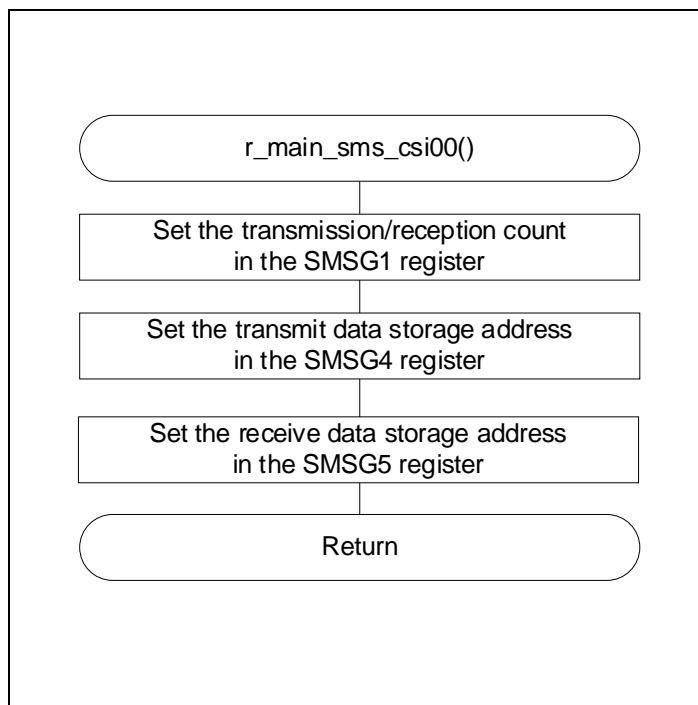 r_main_sms_csi00()
Set the transmission/reception count
in the SMSG1 register
Set the transmit data storage address
in the SMSG4 register
Set the receive data storage address
in the SMSG5 register
Return